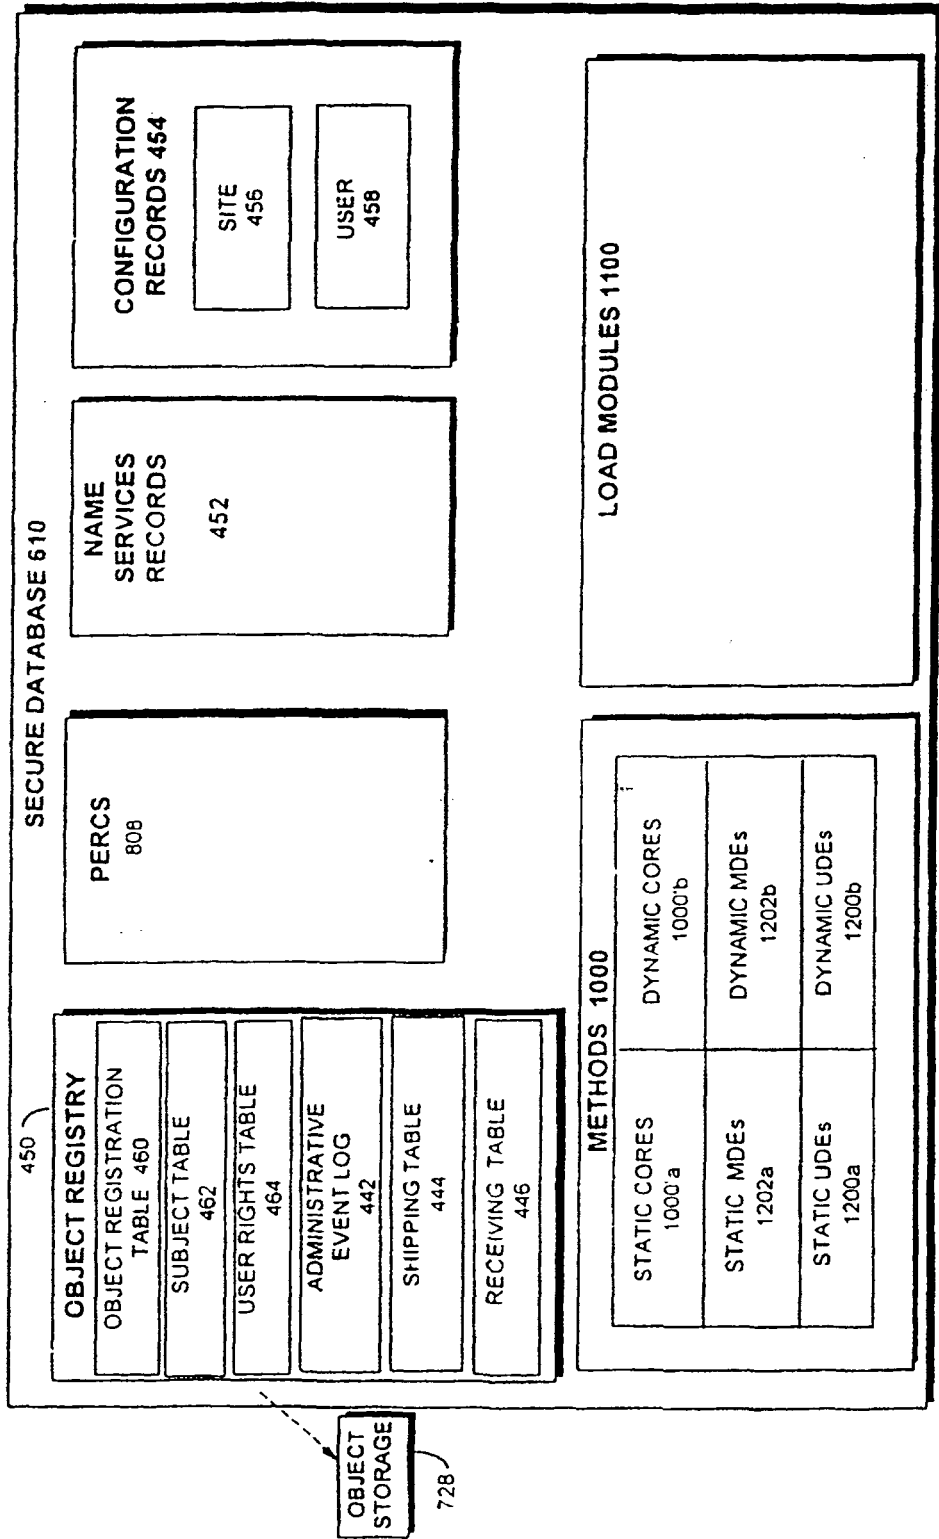 SECURE DATABASE 610
450
OBJECT REGISTRY
OBJECT REGISTRATION
TABLE 460
SUBJECT TABLE
462
USER RIGHTS TABLE
464
ADMINISTRATIVE
EVENT LOG
442
SHIPPING TABLE
444
RECEIVING TABLE
446
PERCS
808
NAME
SERVICES
RECORDS
452
CONFIGURATION
RECORDS 454
SITE
456
USER
458
OBJECT
STORAGE
728
METHODS 1000
STATIC CORES
1000'a
DYNAMIC CORES
1000'b
STATIC MDEs
1202a
DYNAMIC MDEs
1202b
STATIC UDEs
1200a
DYNAMIC UDEs
1200b
LOAD MODULES 1100